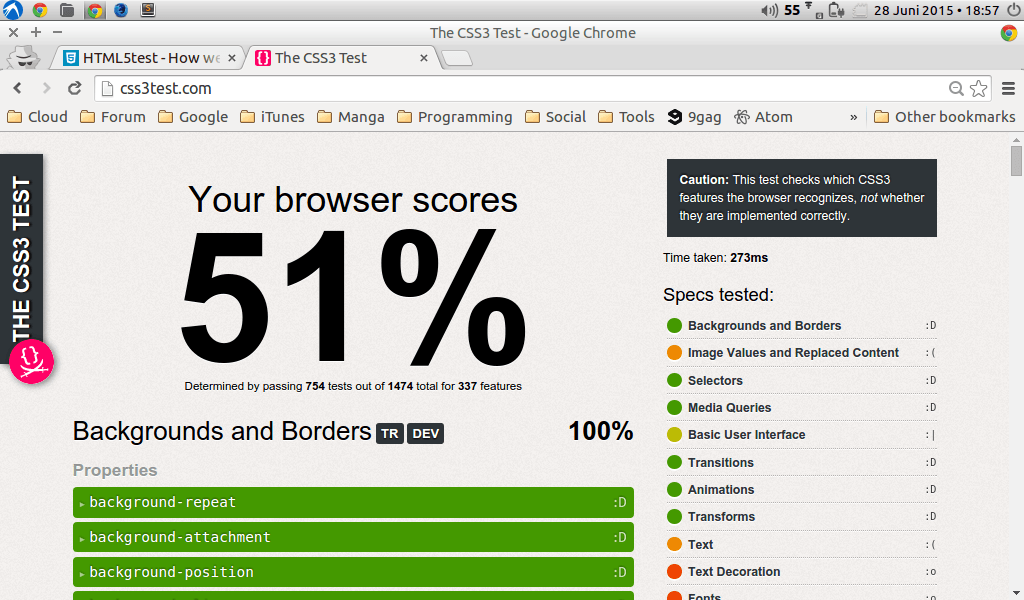 55
28 Juni 2015 • 18:57
The CSS3 Test - Google Chrome
HTML5test - How we
The CSS3 Test
css3test.com
Cloud
Forum
Google
iTunes
Manga
Programming
Social
Tools
9gag
Atom
»
Other bookmarks
THE CSS3 TEST
Your browser scores
51%
Determined by passing 754 tests out of 1474 total for 337 features
Backgrounds and Borders TR DEV 100%
Properties
background-repeat :D
background-attachment :D
background-position :D
Caution: This test checks which CSS3
features the browser recognizes, not whether
they are implemented correctly.
Time taken: 273ms
Specs tested:
Backgrounds and Borders :D
Image Values and Replaced Content :(
Selectors :D
Media Queries :D
Basic User Interface :|
Transitions :D
Animations :D
Transforms :D
Text :(
Text Decoration :o
Fonts :o